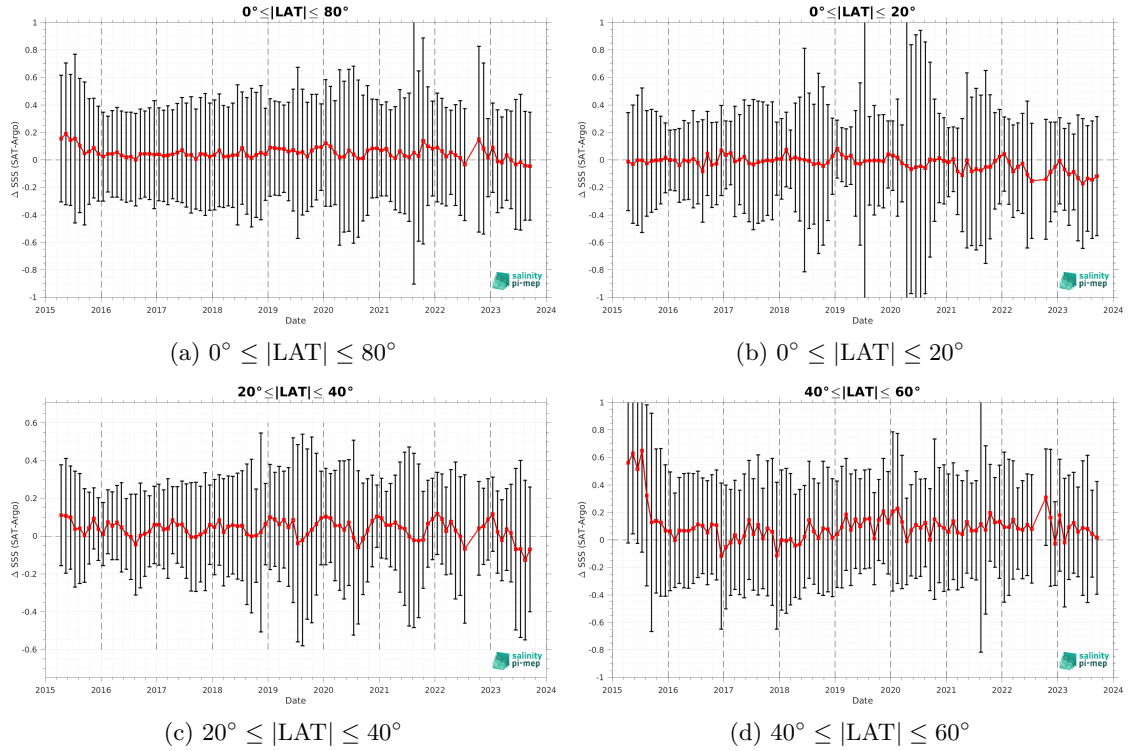 0°≤|LAT|≤ 80°
1
0.8
0.6
0.4
0.2
0
-0.2
-0.4
-0.6
-0.8
-1
Δ SSS (SAT-Argo)
2015 2016 2017 2018 2019 2020 2021 2022 2023 2024
Date
salinity
pi-mep
(a) 0° ≤ |LAT| ≤ 80°
0°≤|LAT|≤ 20°
1
0.8
0.6
0.4
0.2
0
-0.2
-0.4
-0.6
-0.8
-1
Δ SSS (SAT-Argo)
2015 2016 2017 2018 2019 2020 2021 2022 2023 2024
Date
salinity
pi-mep
(b) 0° ≤ |LAT| ≤ 20°
20°≤|LAT|≤ 40°
0.6
0.4
0.2
0
-0.2
-0.4
-0.6
Δ SSS (SAT-Argo)
2015 2016 2017 2018 2019 2020 2021 2022 2023 2024
Date
salinity
pi-mep
(c) 20° ≤ |LAT| ≤ 40°
40°≤|LAT|≤ 60°
1
0.8
0.6
0.4
0.2
0
-0.2
-0.4
-0.6
-0.8
-1
Δ SSS (SAT-Argo)
2015 2016 2017 2018 2019 2020 2021 2022 2023 2024
Date
salinity
pi-mep
(d) 40° ≤ |LAT| ≤ 60°